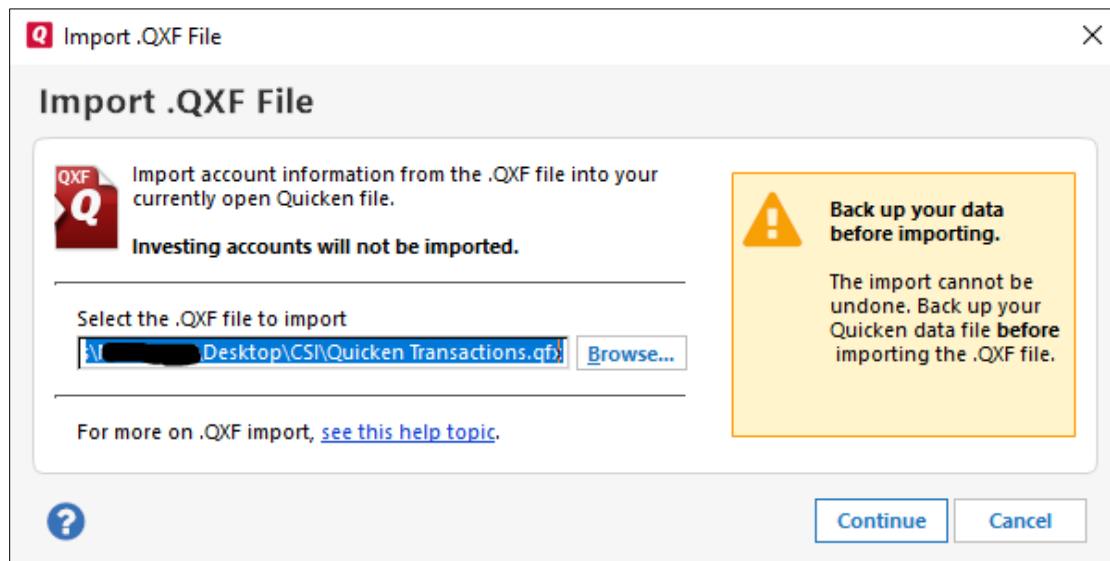 Import .QXF File
Import .QXF File
QXF
Q
Import account information from the .QXF file into your
currently open Quicken file.
Investing accounts will not be imported.
Select the .QXF file to import
:\ Desktop\CSI\Quicken Transactions.qfx
Browse...
For more on .QXF import, see this help topic.
Back up your data
before importing.
The import cannot be
undone. Back up your
Quicken data file before
importing the .QXF file.
?
Continue
Cancel